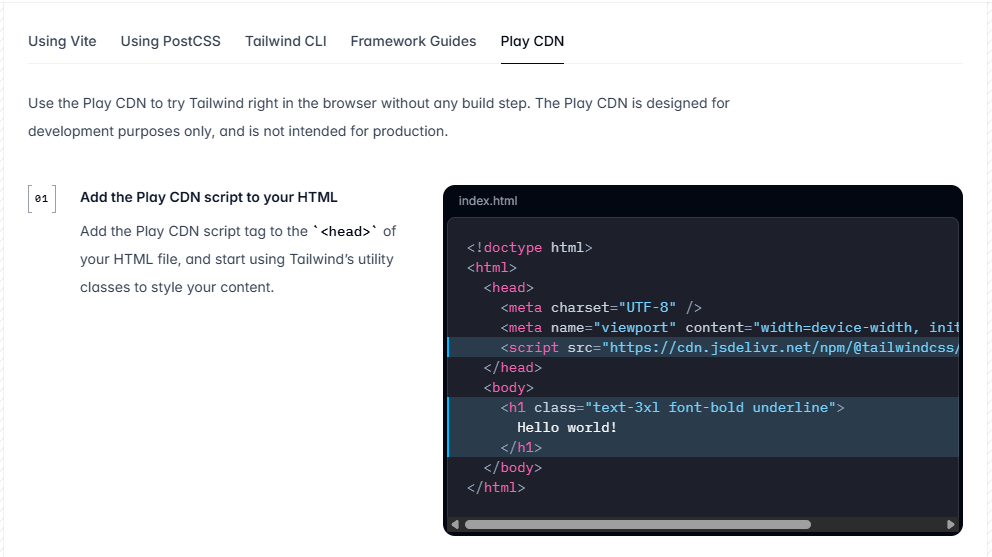 Using Vite Using PostCSS Tailwind CLI Framework Guides Play CDN
Use the Play CDN to try Tailwind right in the browser without any build step. The Play CDN is designed for
development purposes only, and is not intended for production.
01
Add the Play CDN script to your HTML
Add the Play CDN script tag to the `<head>` of
your HTML file, and start using Tailwind’s utility
classes to style your content.
index.html
<!doctype html>
<html>
  <head>
    <meta charset="UTF-8" />
    <meta name="viewport" content="width=device-width, init
    <script src="https://cdn.jsdelivr.net/npm/@tailwindcss/
  </head>
  <body>
    <h1 class="text-3xl font-bold underline">
      Hello world!
    </h1>
  </body>
</html>